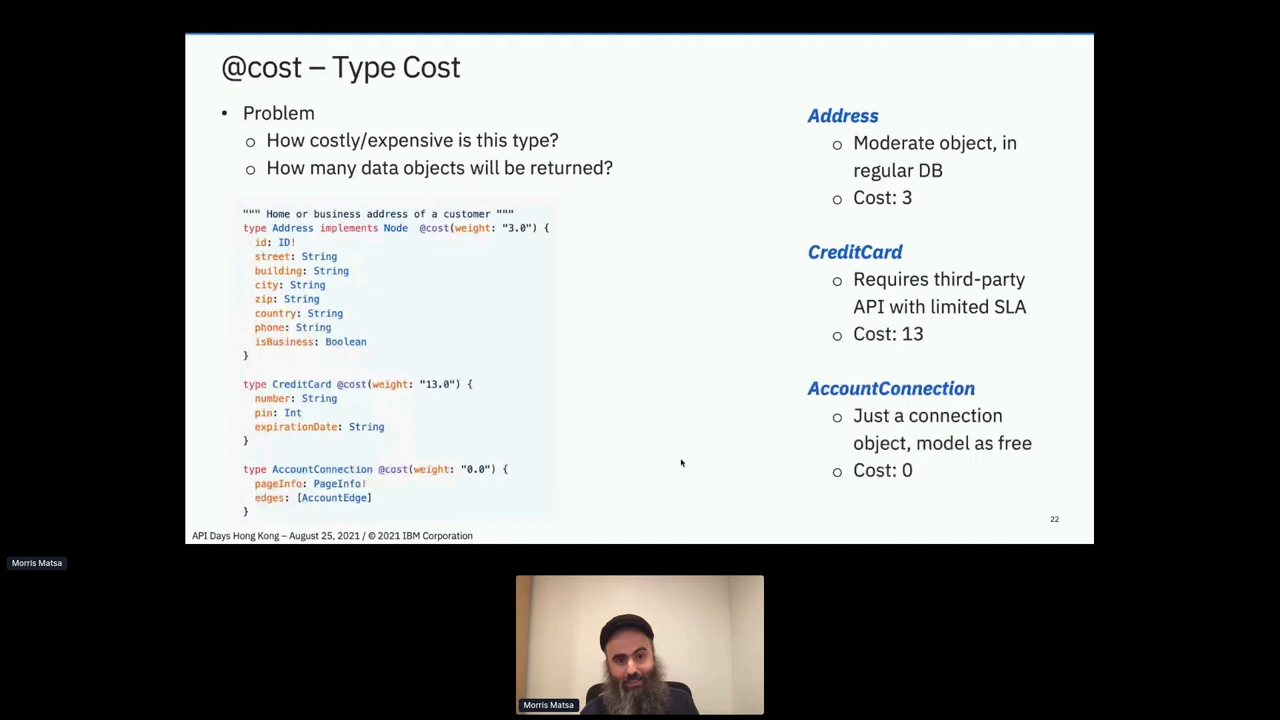 @cost – Type Cost
• Problem
o How costly/expensive is this type?
o How many data objects will be returned?
""" Home or business address of a customer """
type Address implements Node @cost(weight: "3.0") {
id: ID!
street: String
building: String
city: String
zip: String
country: String
phone: String
isBusiness: Boolean
}
type CreditCard @cost(weight: "13.0") {
number: String
pin: Int
expirationDate: String
}
type AccountConnection @cost(weight: "0.0") {
pageInfo: PageInfo!
edges: [AccountEdge]
}
Address
o Moderate object, in
regular DB
o Cost: 3
CreditCard
o Requires third-party
API with limited SLA
o Cost: 13
AccountConnection
o Just a connection
object, model as free
o Cost: 0
22
API Days Hong Kong – August 25, 2021 / © 2021 IBM Corporation
Morris Matsa
Morris Matsa